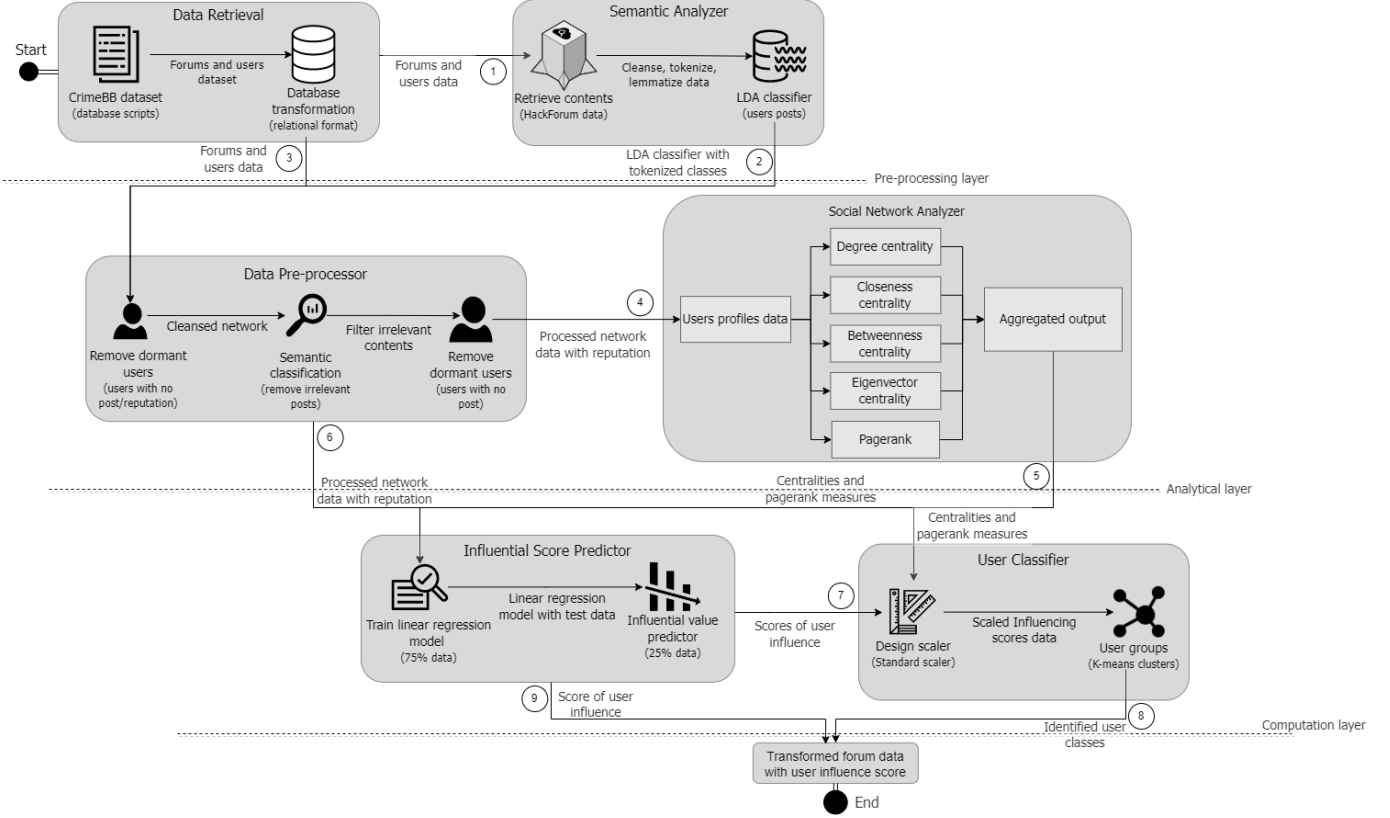 Data Retrieval
Start
CrimeBB dataset
(database scripts)
Forums and users
dataset
Database
transformation
(relational format)
Forums and
users data
1
Semantic Analyzer
Retrieve contents
(HackForum data)
Cleanse, tokenize,
lemmatize data
LDA classifier
(users posts)
Forums and
users data
3
LDA classifier with
tokenized classes
2
Pre-processing layer
Data Pre-processor
Remove dormant
users
(users with no
post/reputation)
Cleansed network
Semantic
classification
(remove irrelevant
posts)
Filter irrelevant
contents
Remove
dormant users
(users with no
post)
4
Processed network
data with reputation
Social Network Analyzer
Users profiles data
Degree centrality
Closeness
centrality
Betweenness
centrality
Eigenvector
centrality
Pagerank
Aggregated output
6
Processed network
data with reputation
Centralities and
pagerank measures
5
Analytical layer
Centralities and
pagerank measures
Influential Score Predictor
Train linear regression
model
(75% data)
Linear regression
model with test data
Influential value
predictor
(25% data)
7
Scores of user
influence
User Classifier
Design scaler
(Standard scaler)
Scaled Influencing
scores data
User groups
(K-means clusters)
9
Score of user
influence
8
Identified user
classes
Computation layer
Transformed forum data
with user influence score
End